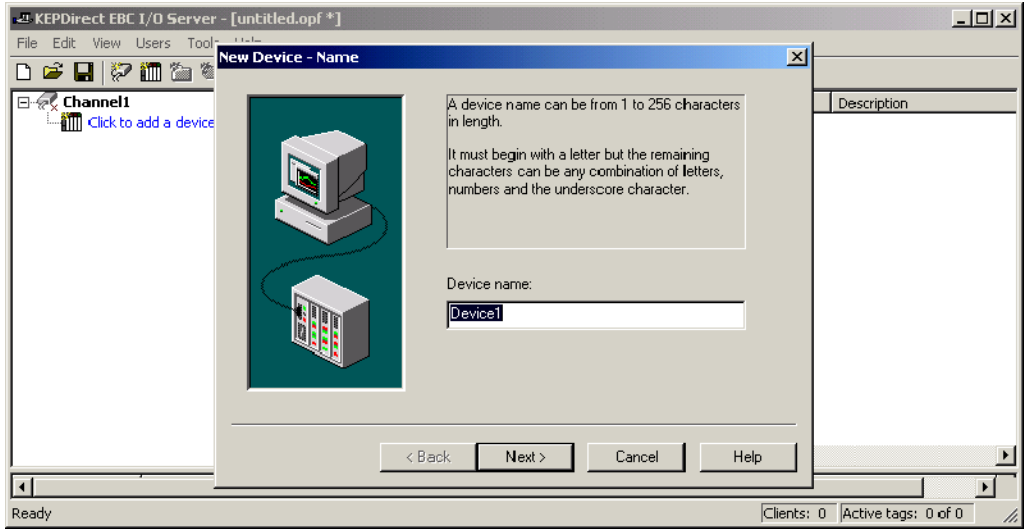 KEPDirect EBC I/O Server - [untitled.opf *]
File Edit View Users Tools Help
New Device - Name
Channel1
Click to add a device
Description
A device name can be from 1 to 256 characters
in length.
It must begin with a letter but the remaining
characters can be any combination of letters,
numbers and the underscore character.
Device name:
Device1
< Back Next > Cancel Help
Ready Clients: 0 Active tags: 0 of 0